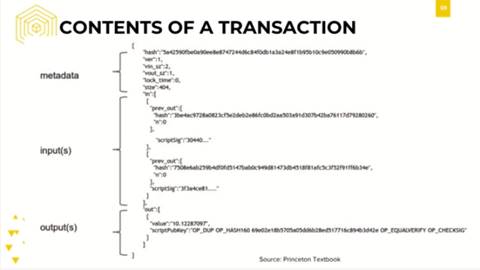 CONTENTS OF A TRANSACTION
metadata
input(s)
output(s)
{
"hash":"5a42590fbe0a90ee8e8747244d6c84f0db1a3a24e8f1b95b10c9e050990b8b6b",
"ver":1,
"vin_sz":2,
"vout_sz":1,
"lock_time":0,
"size":404,
"in":[
{
"prev_out":{
"hash":"3be4ac9728a0823cf5e2deb2e86fc0bd2aa503a91d307b42ba76117d79280260",
"n":0
},
"scriptSig":"30440..."
},
{
"prev_out":{
"hash":"7508e6ab259b4df0fd5147bab0c949d81473db4518f81afc5c3f52f91ff6b34e",
"n":0
},
"scriptSig":"3f3a4ce81...."
}
],
"out":[
{
"value":"10.12287097",
"scriptPubKey":"OP_DUP OP_HASH160 69e02e18b5705a05dd6b28ed517716c894b3d42e OP_EQUALVERIFY OP_CHECKSIG"
}
]
}
Source: Princeton Textbook